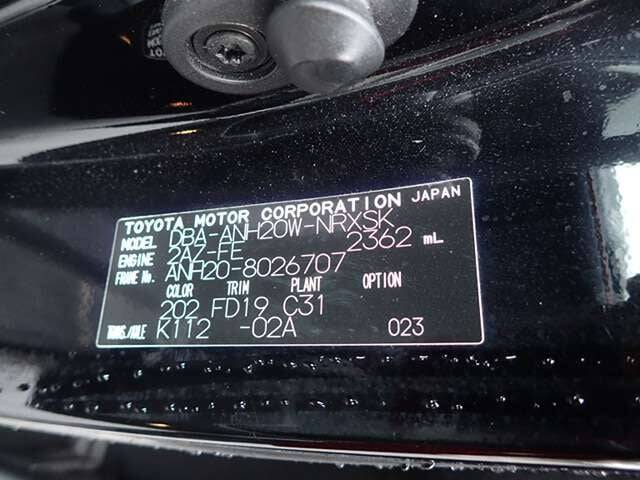 TOYOTA MOTOR CORPORATION JAPAN
MODEL DBA-ANH20W-NRXSK
ENGINE 2AZ-FE 2362 mL
FRAME No. ANH20-8026707
COLOR TRIM PLANT OPTION
202 FD19 C31
TRANS./AXLE K112 -02A 023